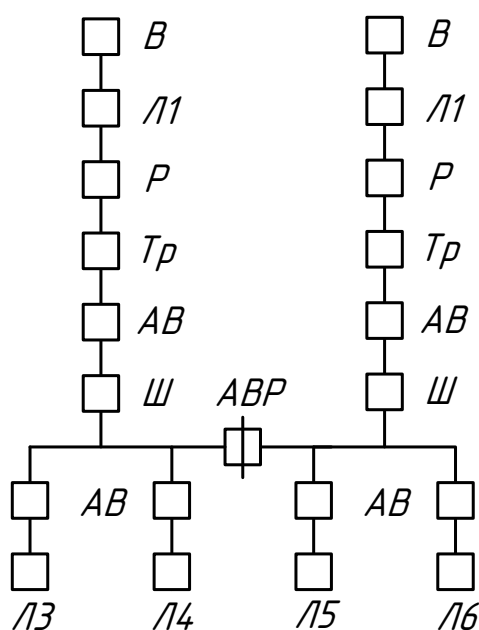 В В
Л1 Л1
Р Р
Тр Тр
АВ АВ
Ш АВР Ш
АВ АВ
Л3 Л4 Л5 Л6